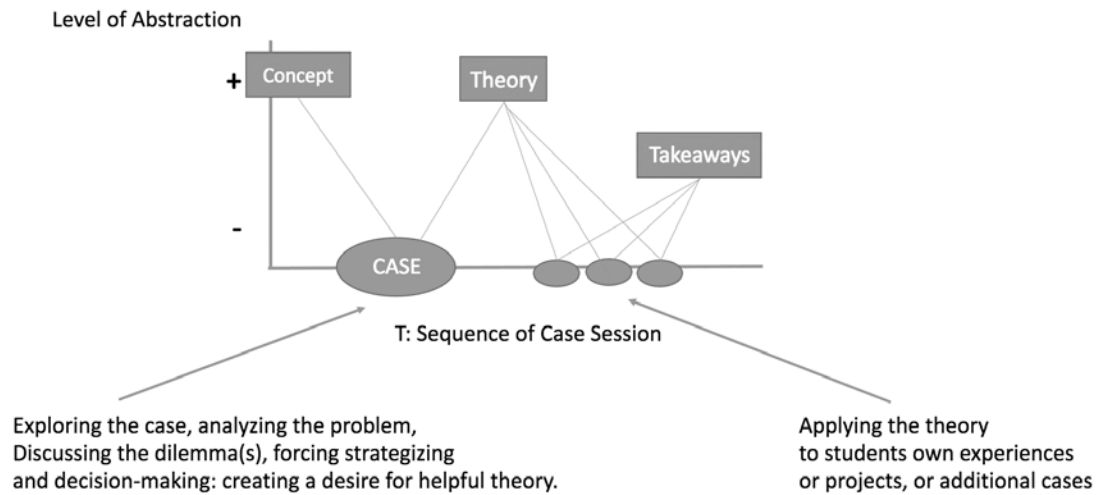 Level of Abstraction
+
Concept
Theory
Takeaways
-
CASE
T: Sequence of Case Session
Exploring the case, analyzing the problem,
Discussing the dilemma(s), forcing strategizing
and decision-making: creating a desire for helpful theory.
Applying the theory
to students own experiences
or projects, or additional cases